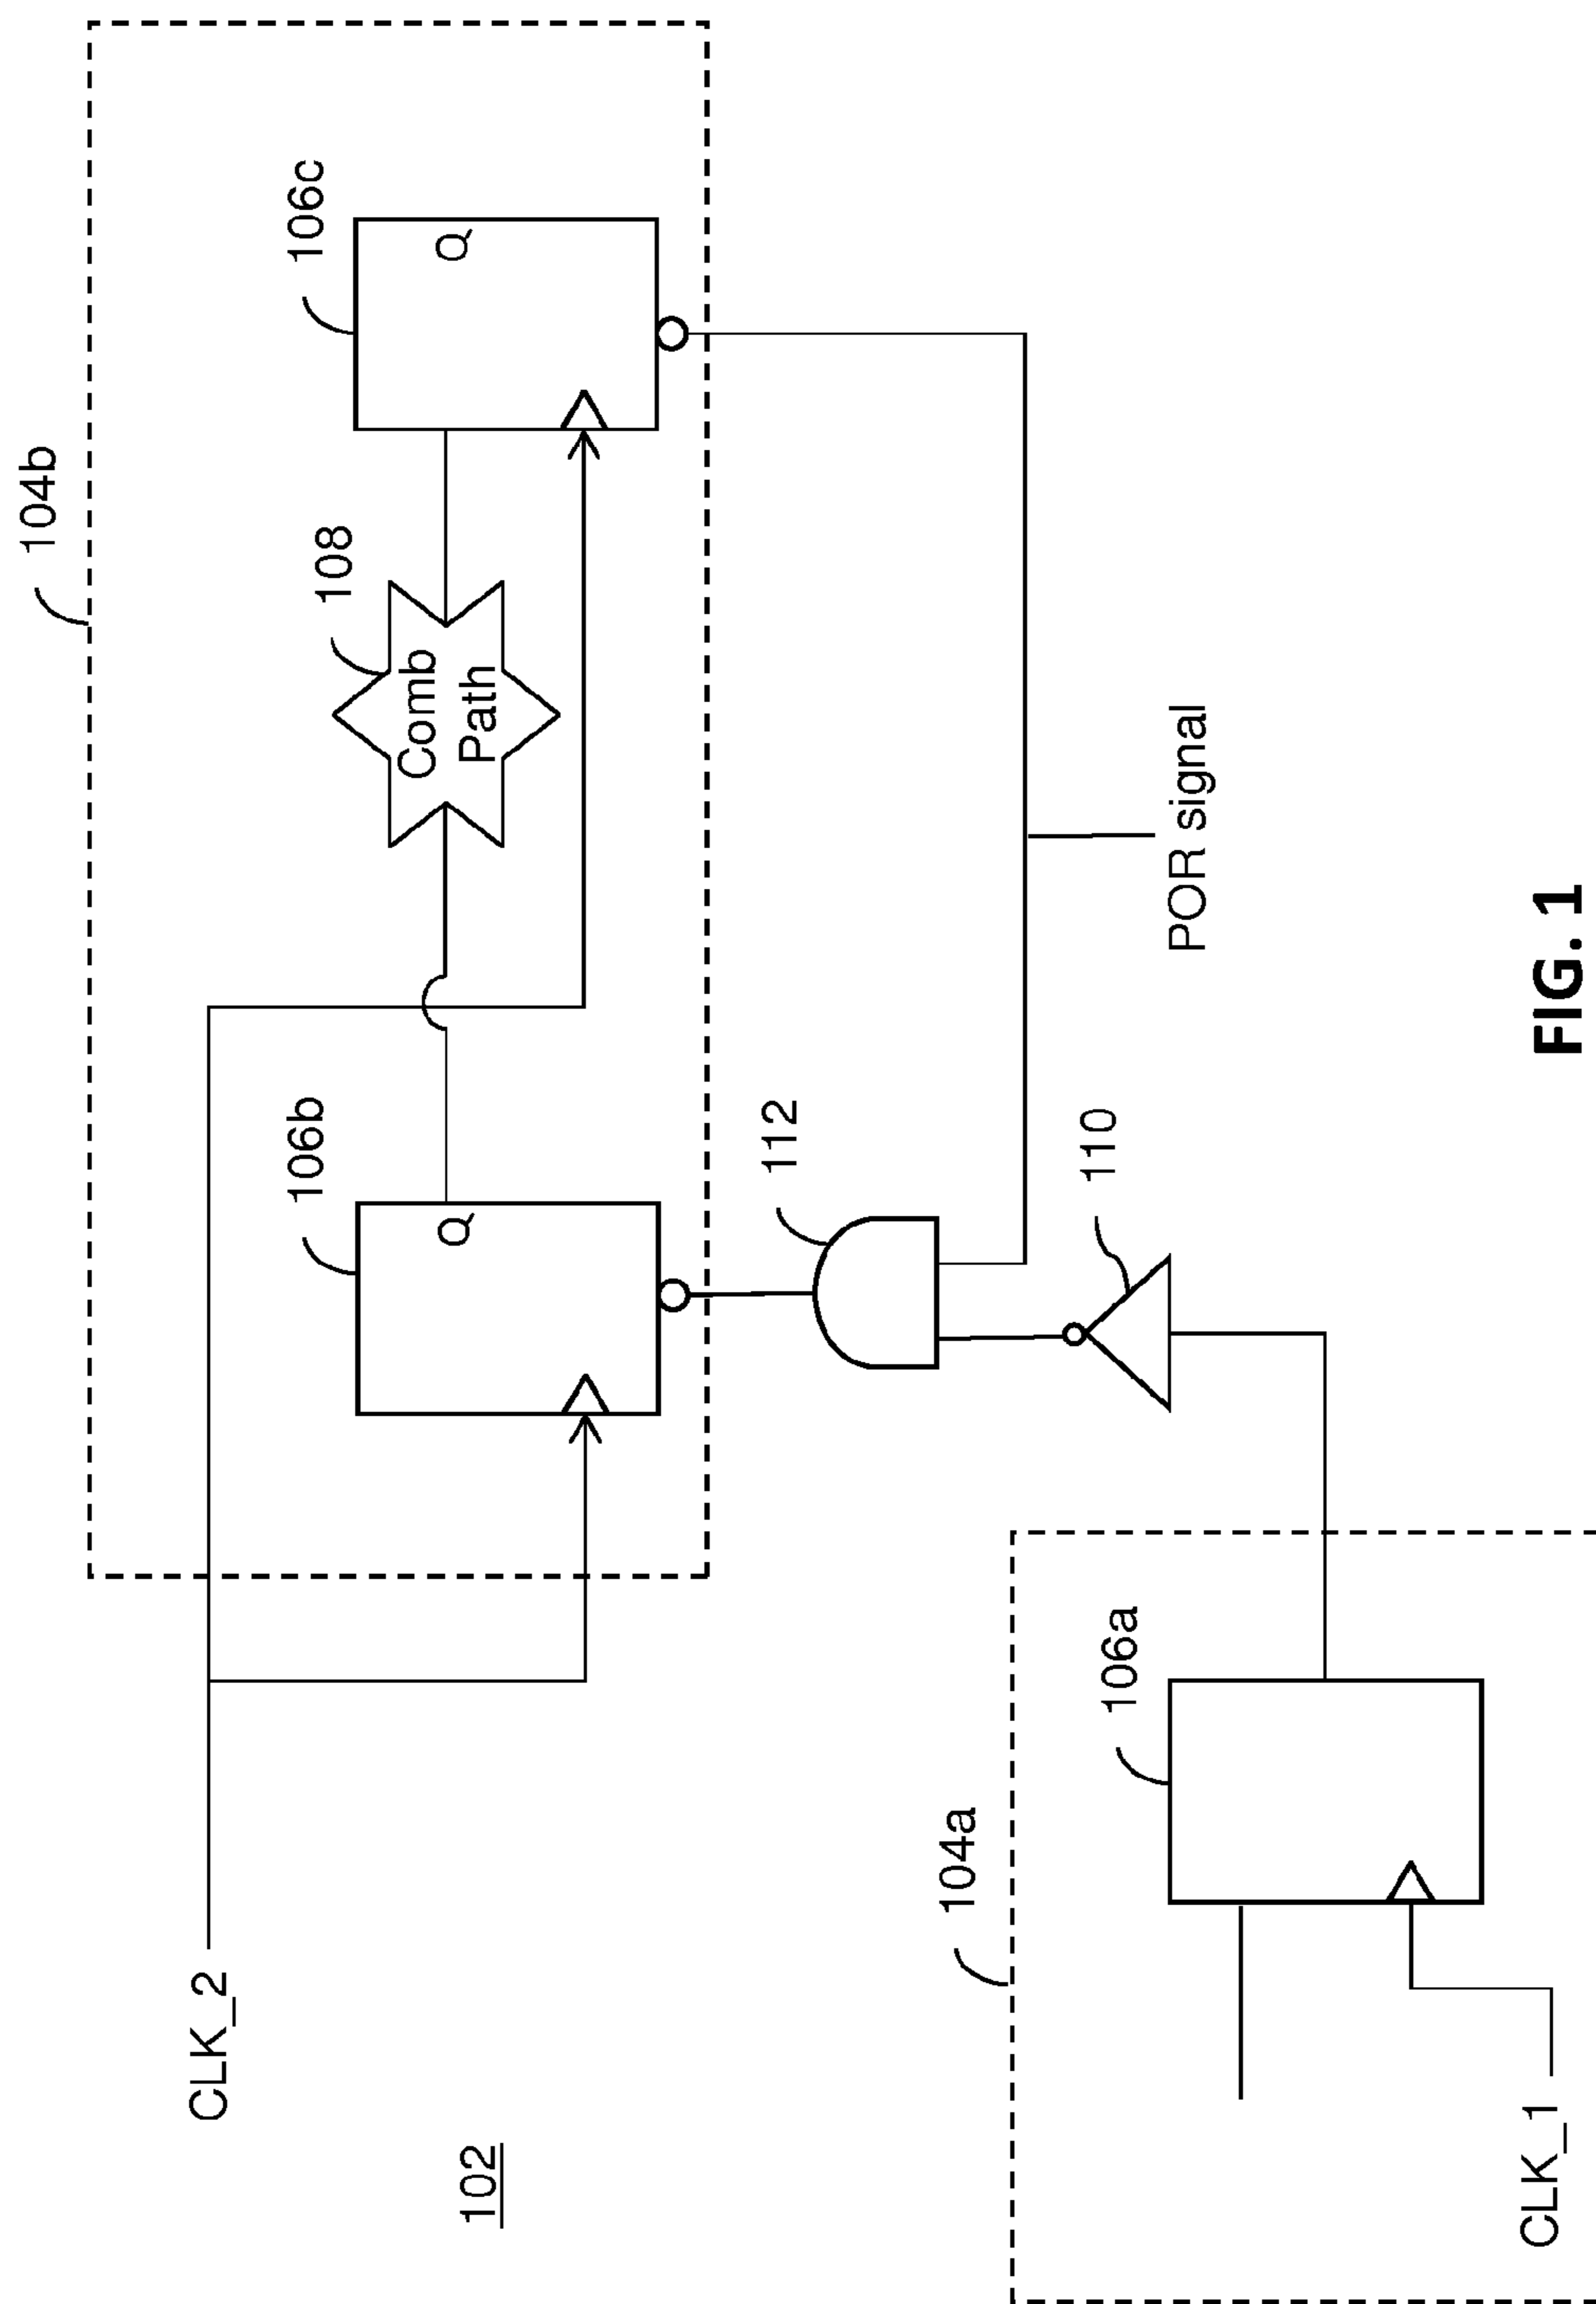 104b
106b
108
106c
CLK_2
Q
Comb
Path
Q
102
112
104a
106a
110
POR signal
CLK_1
FIG. 1